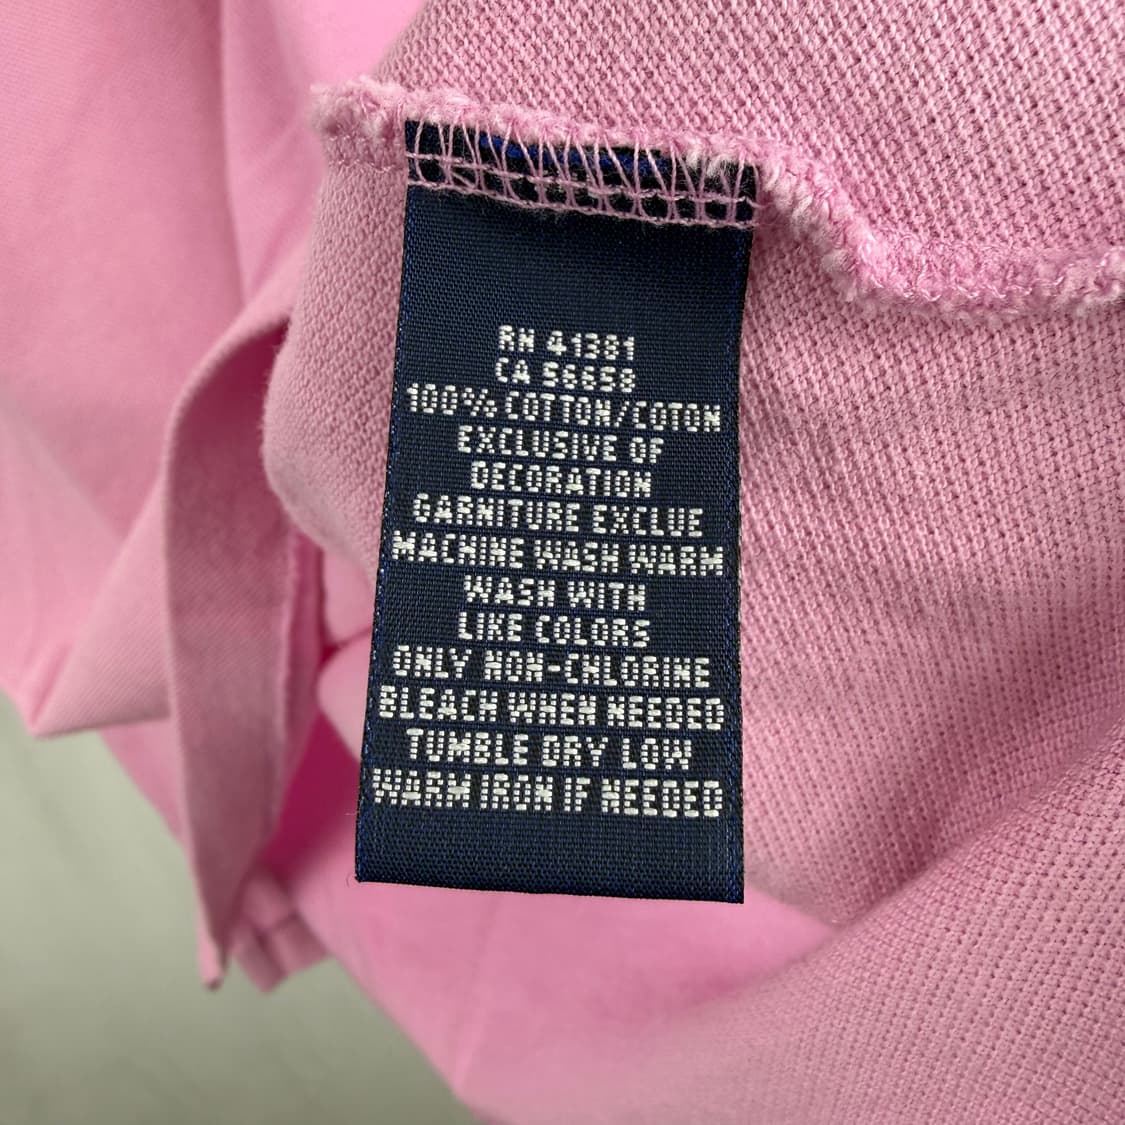 RN 41381
CA 56658
100% COTTON/COTON
EXCLUSIVE OF
DECORATION
GARNITURE EXCLUE
MACHINE WASH WARM
WASH WITH
LIKE COLORS
ONLY NON-CHLORINE
BLEACH WHEN NEEDED
TUMBLE DRY LOW
WARM IRON IF NEEDED